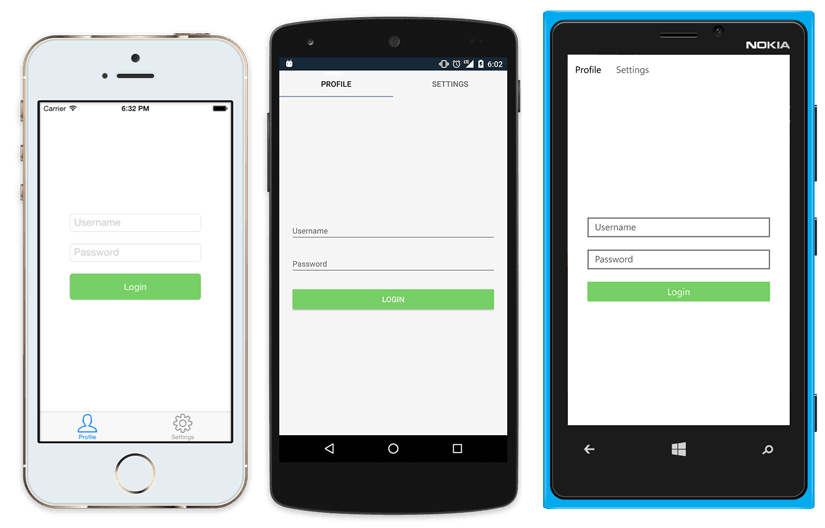 Carrier 6:32 PM
Username
Password
Login
Profile
Settings
6:02
PROFILE SETTINGS
Username
Password
LOGIN
NOKIA
Profile Settings
Username
Password
Login